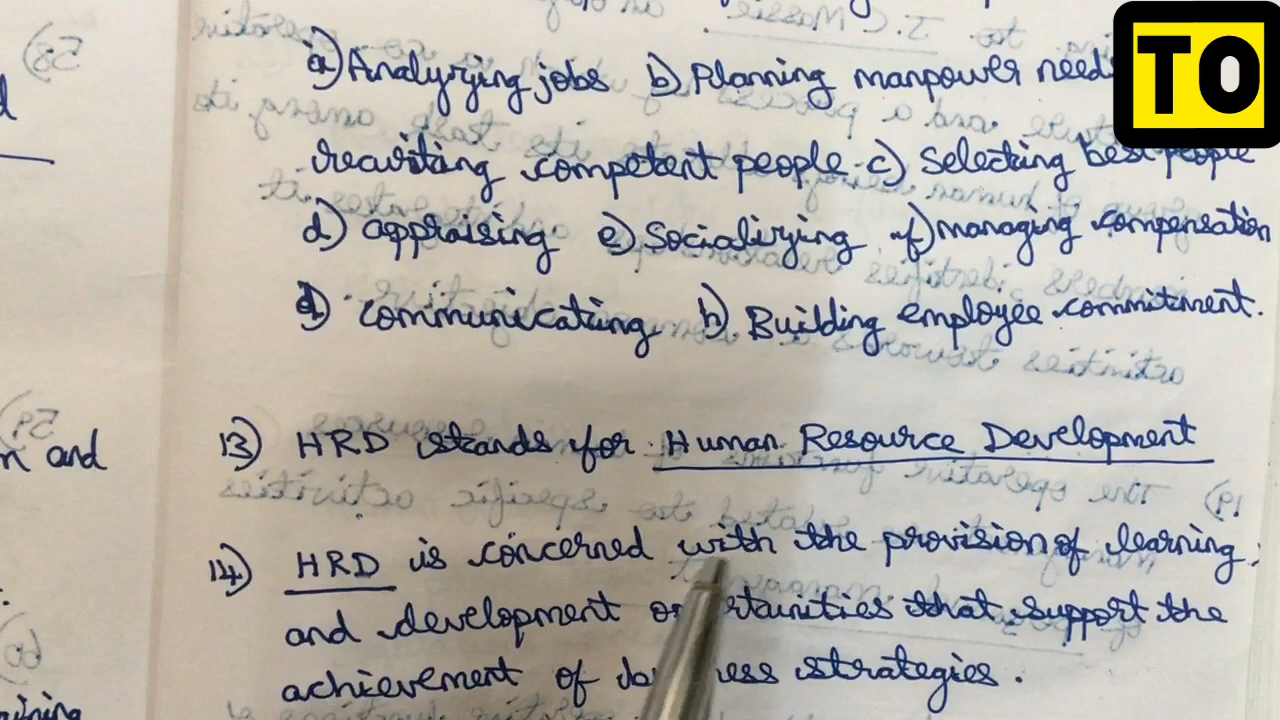 a) Analyzing jobs b) Planning manpower needs
TO
recruiting competent people c) Selecting best people
d) appraising e) Socializing f) managing compensation
g) communicating h) Building employee commitment.
13) HRD stands for Human Resource Development
n and
14) HRD is concerned with the provision of learning,
and development that support the
achievement of strategies.